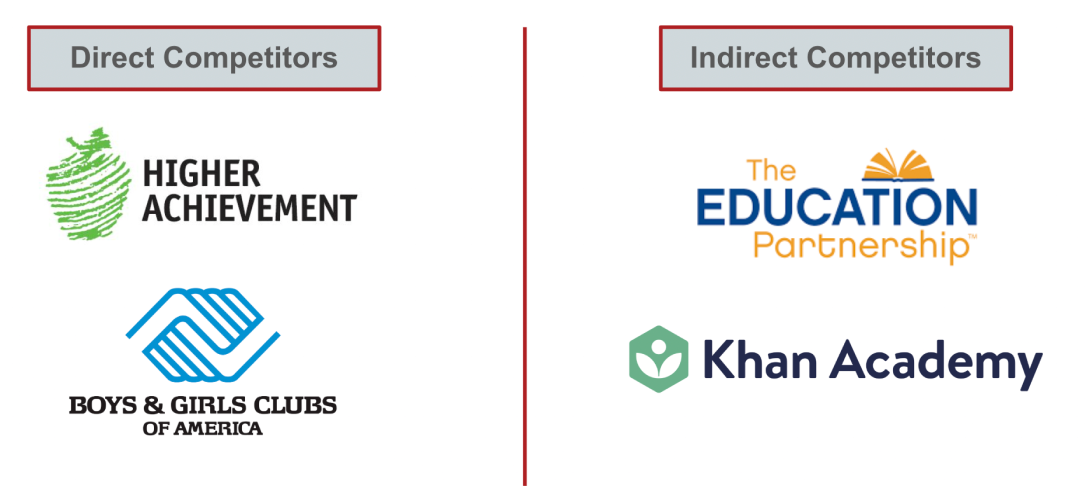 Direct Competitors
HIGHER
ACHIEVEMENT
BOYS & GIRLS CLUBS
OF AMERICA
Indirect Competitors
The
EDUCATION
Partnership™
Khan Academy